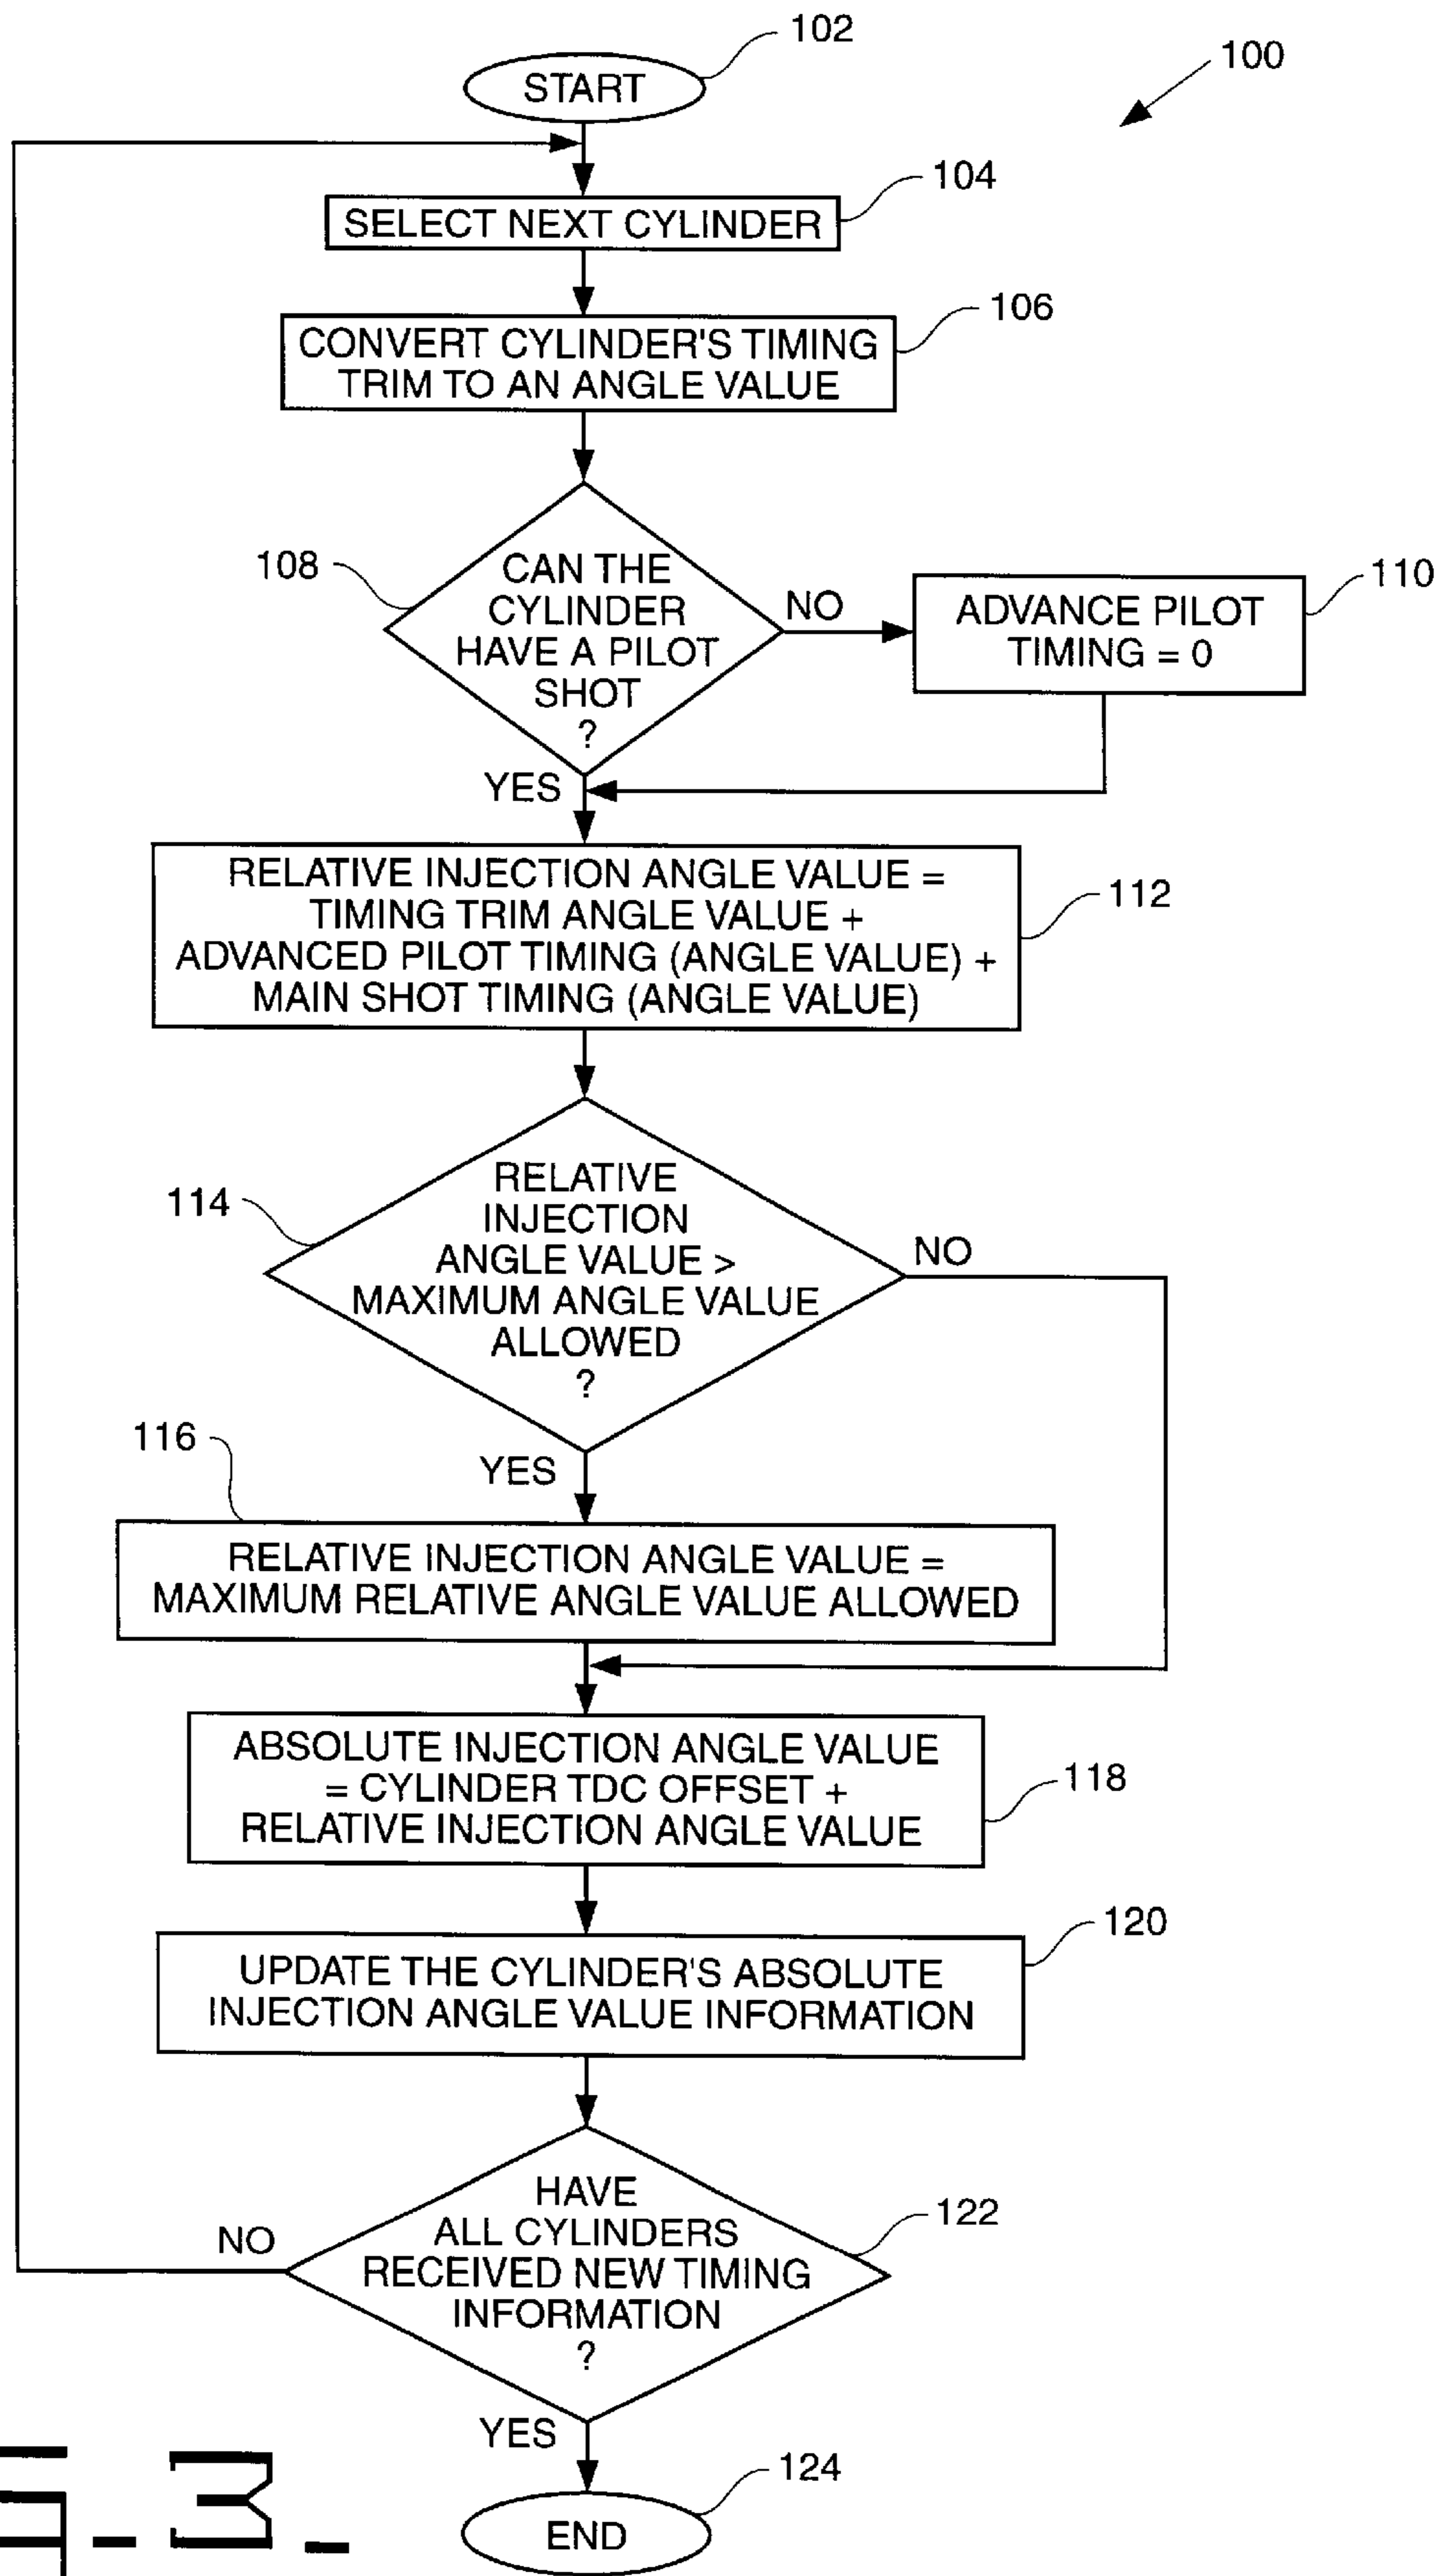 102
START
100
104
SELECT NEXT CYLINDER
106
CONVERT CYLINDER'S TIMING
TRIM TO AN ANGLE VALUE
108
CAN THE
CYLINDER
HAVE A PILOT
SHOT
?
NO
110
ADVANCE PILOT
TIMING = 0
YES
RELATIVE INJECTION ANGLE VALUE =
TIMING TRIM ANGLE VALUE +
ADVANCED PILOT TIMING (ANGLE VALUE) +
MAIN SHOT TIMING (ANGLE VALUE)
112
114
RELATIVE
INJECTION
ANGLE VALUE >
MAXIMUM ANGLE VALUE
ALLOWED
?
NO
116
YES
RELATIVE INJECTION ANGLE VALUE =
MAXIMUM RELATIVE ANGLE VALUE ALLOWED
ABSOLUTE INJECTION ANGLE VALUE
= CYLINDER TDC OFFSET +
RELATIVE INJECTION ANGLE VALUE
118
120
UPDATE THE CYLINDER'S ABSOLUTE
INJECTION ANGLE VALUE INFORMATION
HAVE
ALL CYLINDERS
RECEIVED NEW TIMING
INFORMATION
?
122
NO
YES
124
END
- 3 _